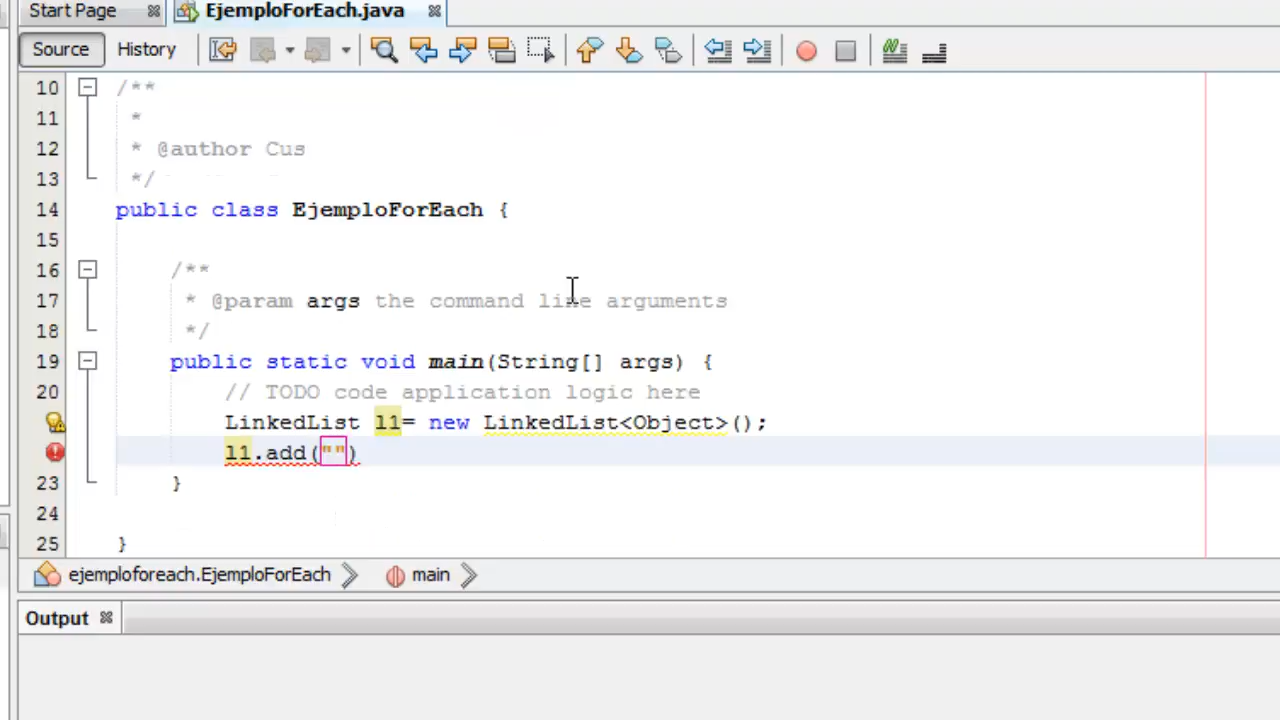 Start Page EjemploForEach.java
Source History
10 /**
11 *
12 * @author Cus
13 */
14 public class EjemploForEach {
15
16 /**
17 * @param args the command line arguments
18 */
19 public static void main(String[] args) {
20 // TODO code application logic here
LinkedList l1= new LinkedList<Object>();
l1.add("")
23 }
24
25 }
ejemploforeach.EjemploForEach main
Output